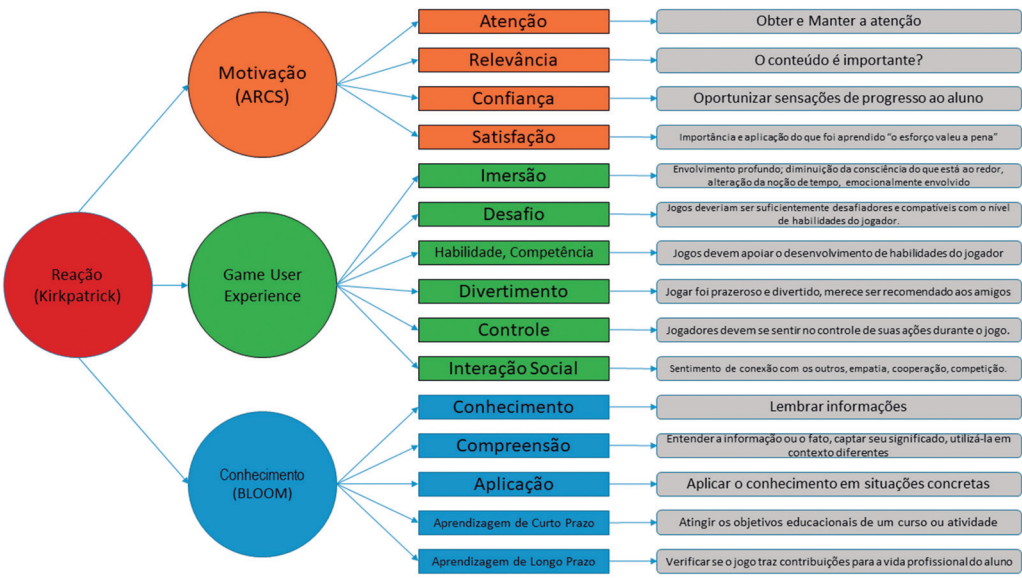 Reação
(Kirkpatrick)
Motivação
(ARCS)
Atenção
Obter e Manter a atenção
Relevância
O conteúdo é importante?
Confiança
Oportunizar sensações de progresso ao aluno
Satisfação
Importância e aplicação do que foi aprendido “o esforço valeu a pena”
Game User
Experience
Imersão
Envolvimento profundo; diminuição da consciência do que está ao redor,
alteração da noção de tempo, emocionalmente envolvido
Desafio
Jogos deveriam ser suficientemente desafiadores e compatíveis com o nível
de habilidades do jogador.
Habilidade, Competência
Jogos devem apoiar o desenvolvimento de habilidades do jogador
Divertimento
Jogar foi prazeroso e divertido, merece ser recomendado aos amigos
Controle
Jogadores devem se sentir no controle de suas ações durante o jogo.
Interação Social
Sentimento de conexão com os outros, empatia, cooperação, competição.
Conhecimento
(BLOOM)
Conhecimento
Lembrar informações
Compreensão
Entender a informação ou o fato, captar seu significado, utilizá-la em
contexto diferentes
Aplicação
Aplicar o conhecimento em situações concretas
Aprendizagem de Curto Prazo
Atingir os objetivos educacionais de um curso ou atividade
Aprendizagem de Longo Prazo
Verificar se o jogo traz contribuições para a vida profissional do aluno